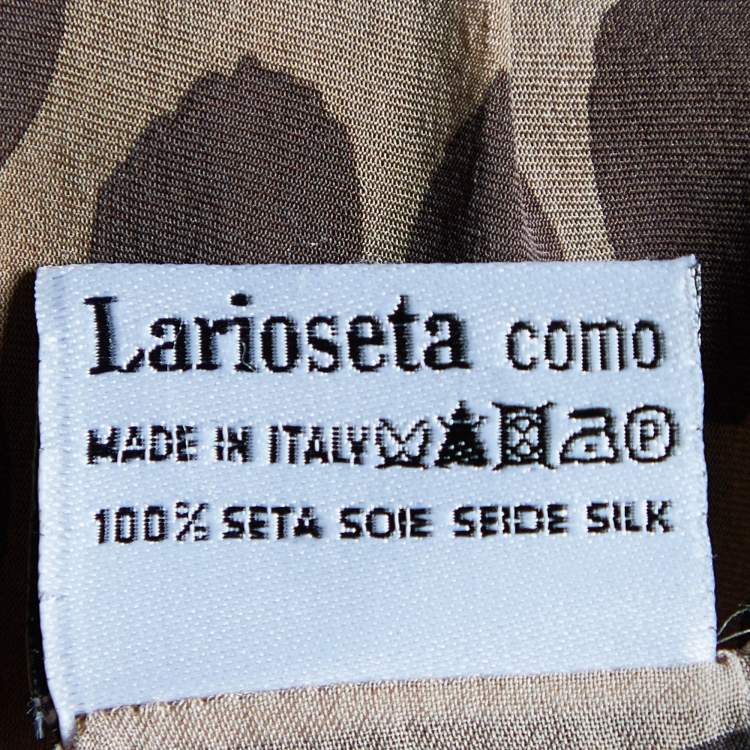 Larioseta como
MADE IN ITALY P
100% SETA SOIE SEIDE SILK